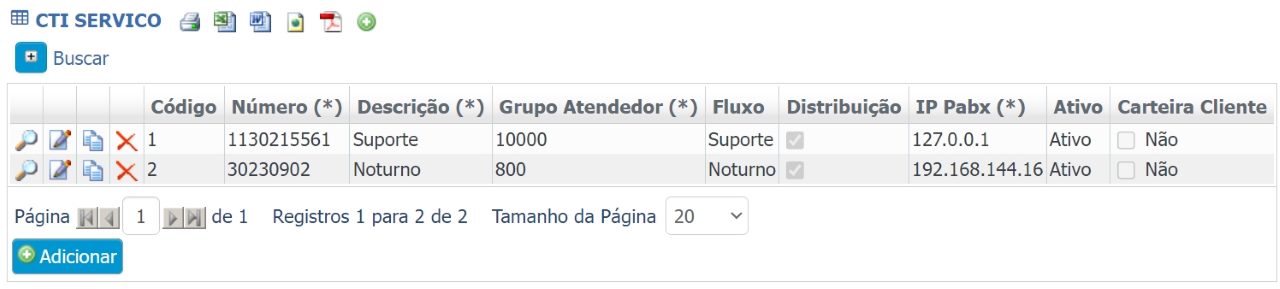 CTI SERVICO
Buscar
Código Número (*) Descrição (*) Grupo Atendedor (*) Fluxo Distribuição IP Pabx (*) Ativo Carteira Cliente
1 1130215561 Suporte 10000 Suporte 127.0.0.1 Ativo Não
2 30230902 Noturno 800 Noturno 192.168.144.16 Ativo Não
Página 1 de 1 Registros 1 para 2 de 2 Tamanho da Página 20
Adicionar